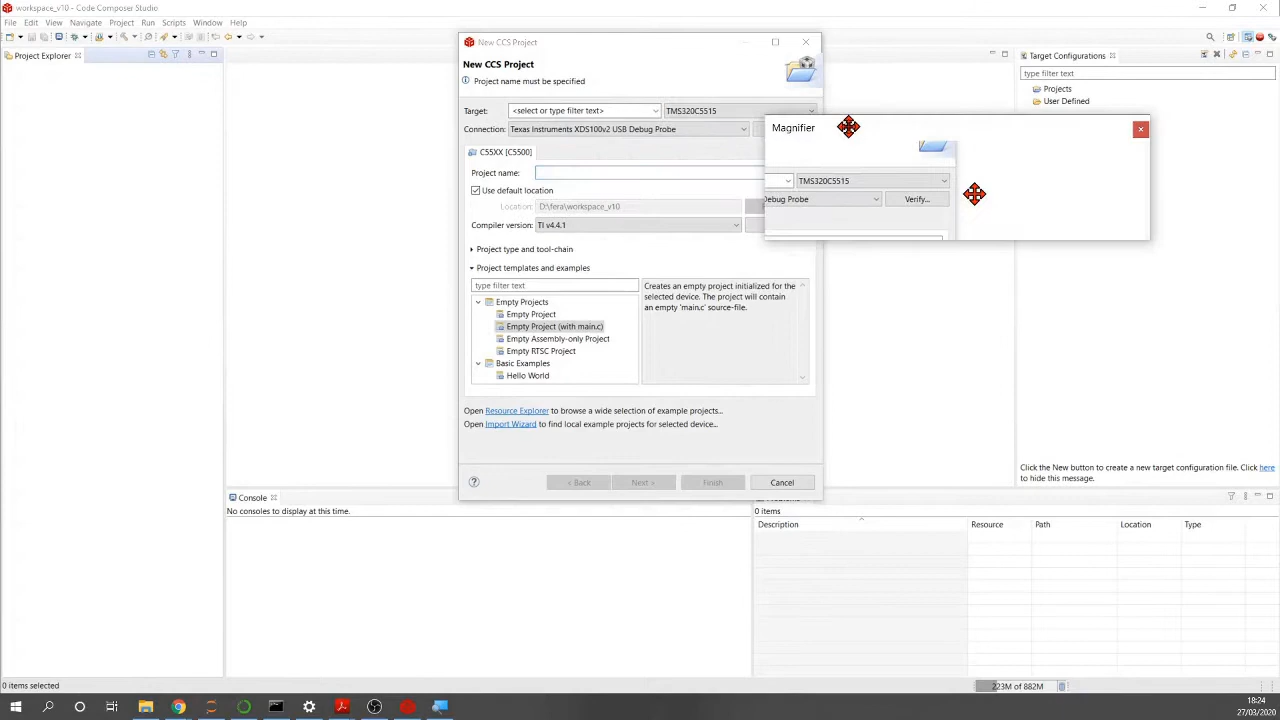 workspace_v10 - Code Composer Studio
File Edit View Navigate Project Run Scripts Window Help
Project Explorer
New CCS Project
New CCS Project
Project name must be specified
Target: <select or type filter text> TMS320C5515
Connection: Texas Instruments XDS100v2 USB Debug Probe
C55XX [C5500]
Project name:
Use default location
Location: D:\fera\workspace_v10
Compiler version: TI v4.4.1
Project type and tool-chain
Project templates and examples
type filter text
Empty Projects
Empty Project
Empty Project (with main.c)
Empty Assembly-only Project
Empty RTSC Project
Basic Examples
Hello World
Creates an empty project initialized for the
selected device. The project will contain
an empty 'main.c' source-file.
Open Resource Explorer to browse a wide selection of example projects...
Open Import Wizard to find local example projects for selected device...
? < Back Next > Finish Cancel
Magnifier
TMS320C5515
Debug Probe Verify...
Target Configurations
type filter text
Projects
User Defined
Click the New button to create a new target configuration file. Click here
to hide this message.
Console
No consoles to display at this time.
0 items
Description Resource Path Location Type
0 items selected
223M of 882M
18:24
27/03/2020